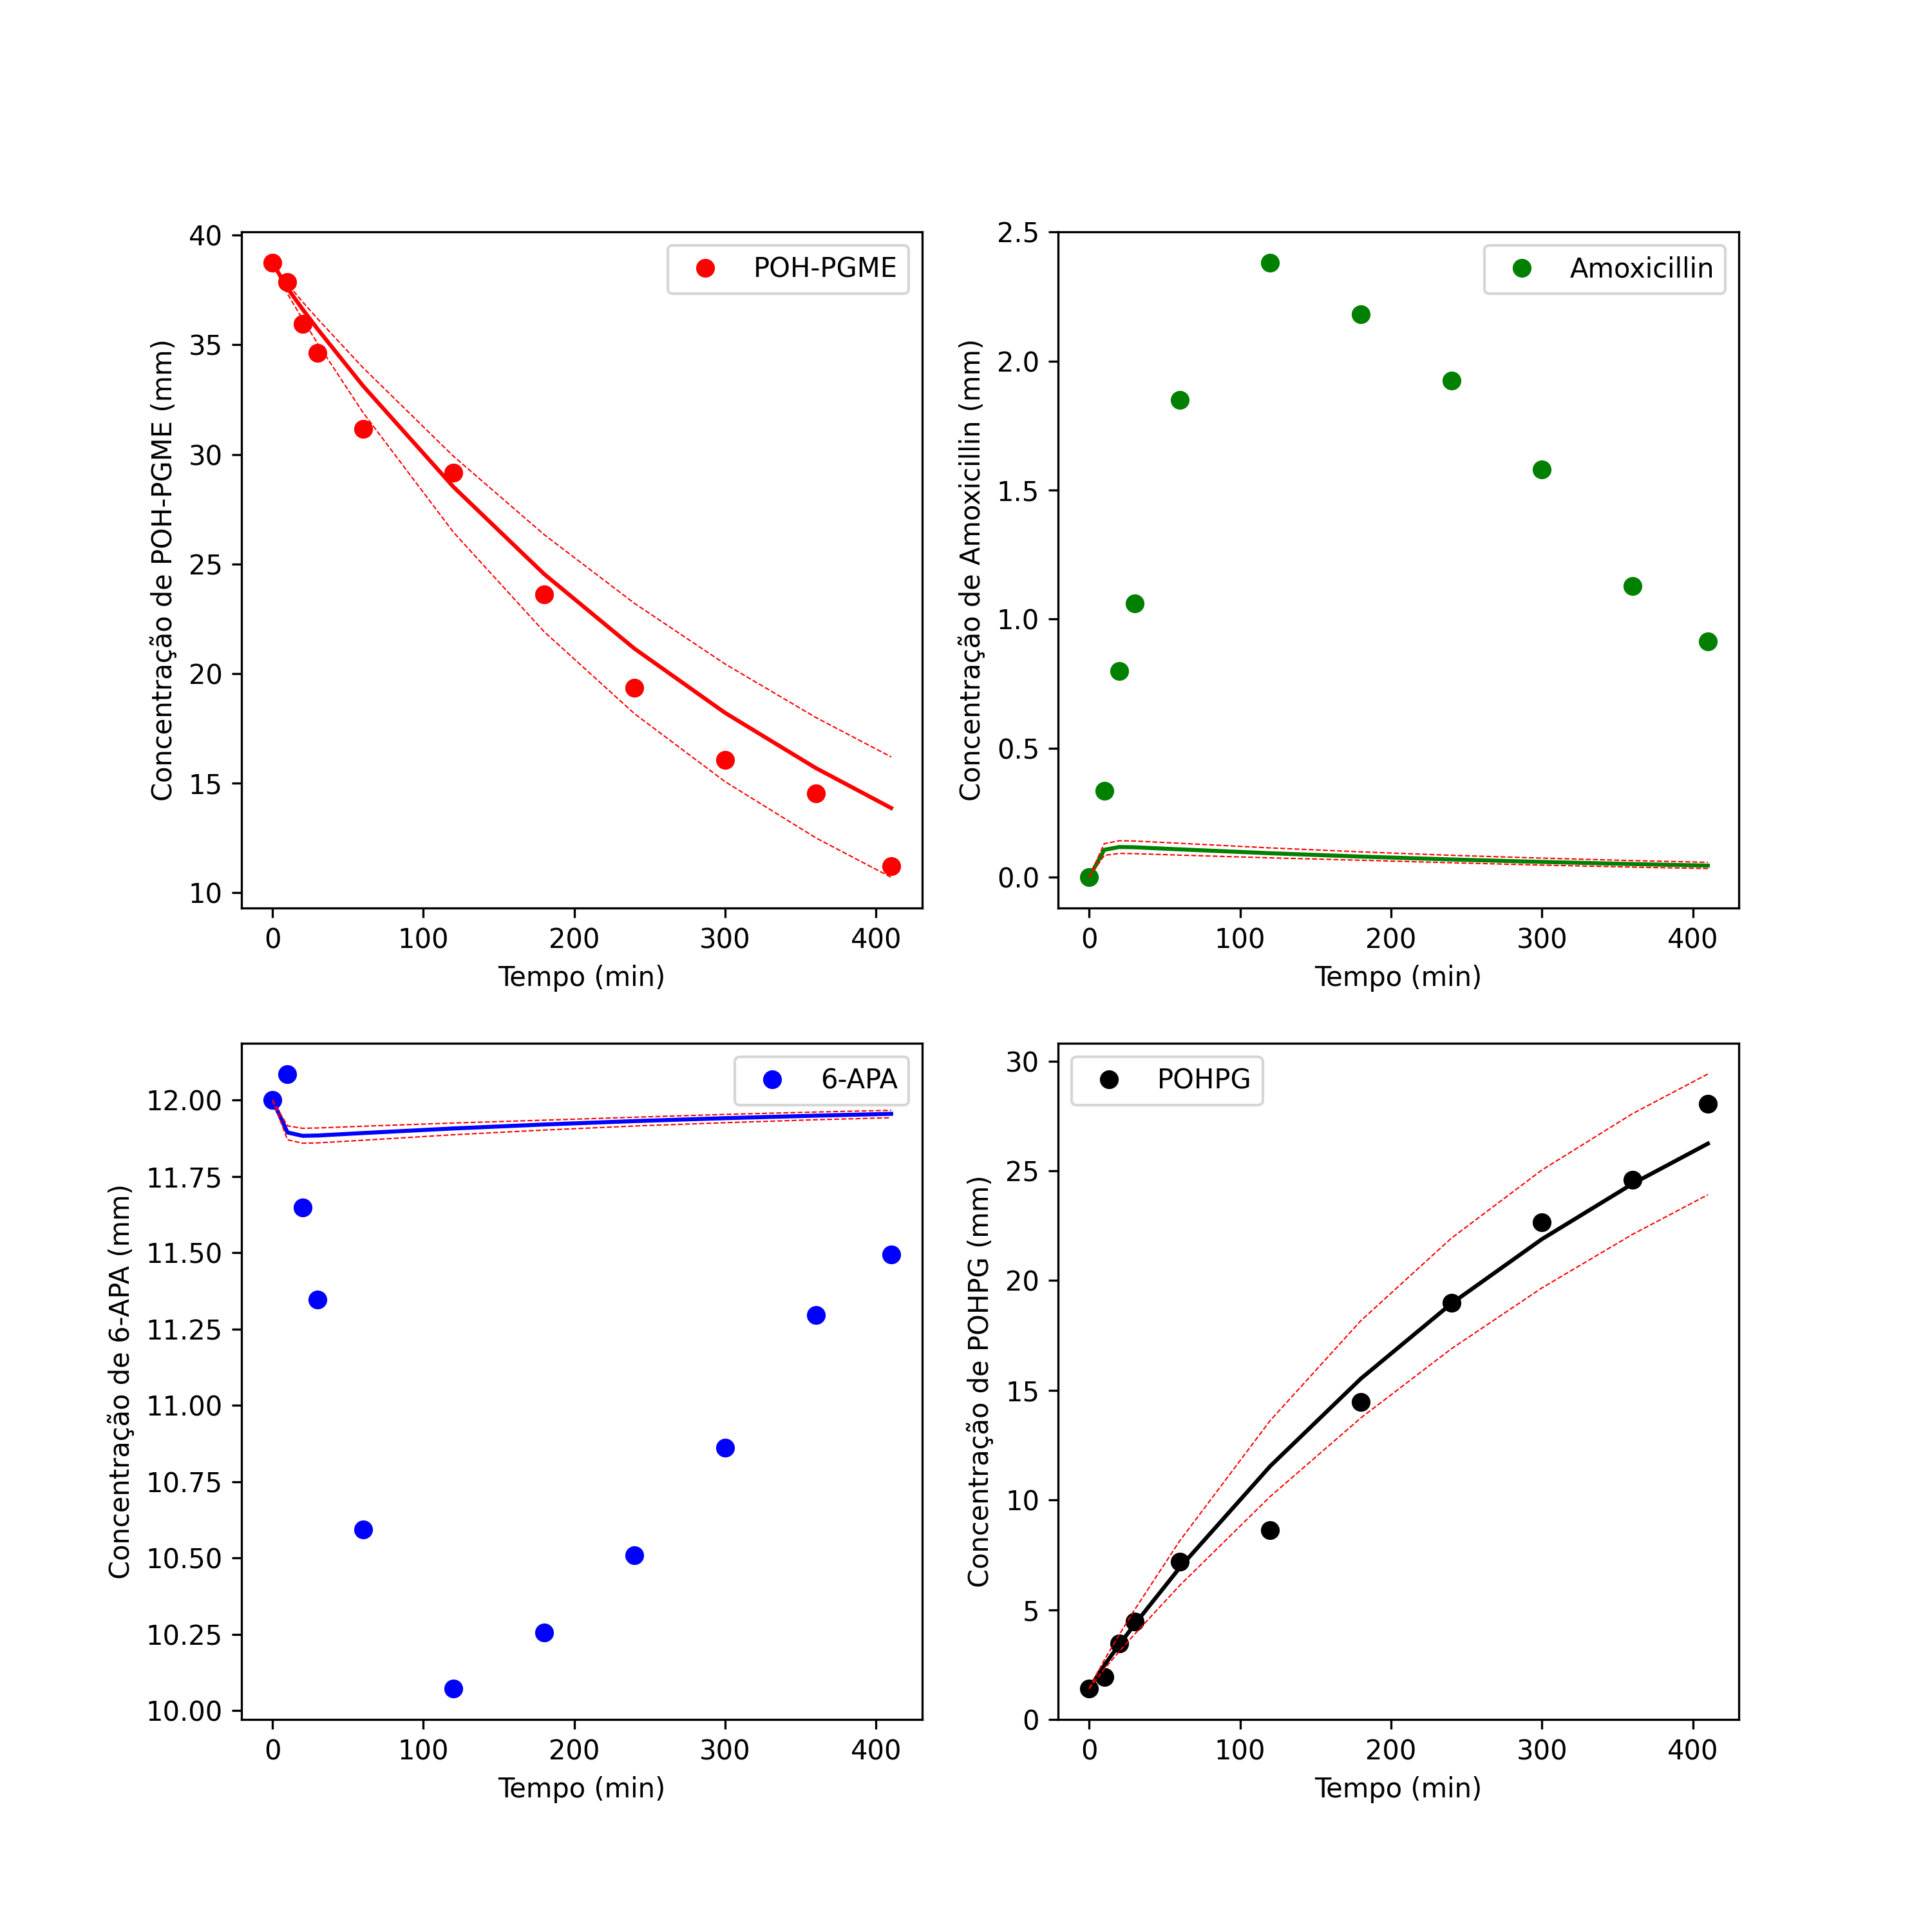 POH-PGME
Concentração de POH-PGME (mm)
40
35
30
25
20
15
10
0 100 200 300 400
Tempo (min)
Amoxicillin
Concentração de Amoxicillin (mm)
2.5
2.0
1.5
1.0
0.5
0.0
0 100 200 300 400
Tempo (min)
6-APA
Concentração de 6-APA (mm)
12.00
11.75
11.50
11.25
11.00
10.75
10.50
10.25
10.00
0 100 200 300 400
Tempo (min)
POHPG
Concentração de POHPG (mm)
30
25
20
15
10
5
0
0 100 200 300 400
Tempo (min)